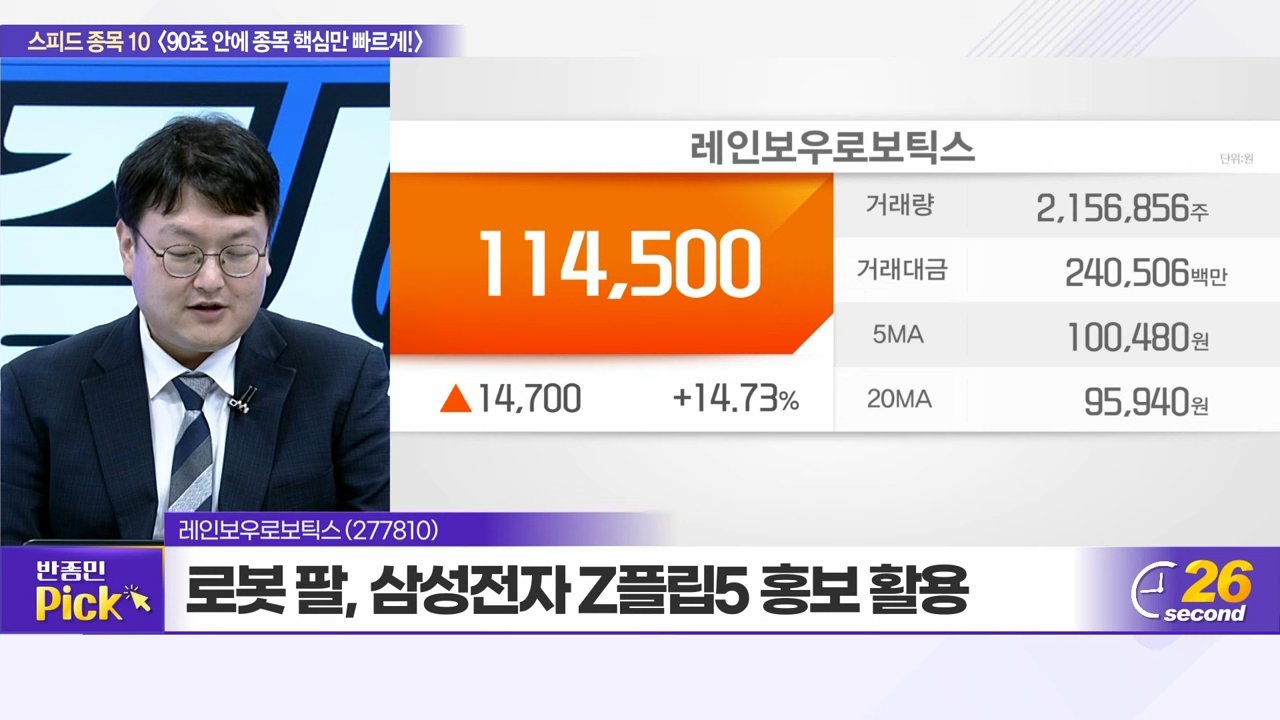 스피드 종목 10 〈90초 안에 종목 핵심만 빠르게!〉
레인보우로보틱스
단위:원
114,500
▲14,700 +14.73%
거래량 2,156,856주
거래대금 240,506백만
5MA 100,480원
20MA 95,940원
레인보우로보틱스 (277810)
반종민
Pick
로봇 팔, 삼성전자 Z플립5 홍보 활용
26
second